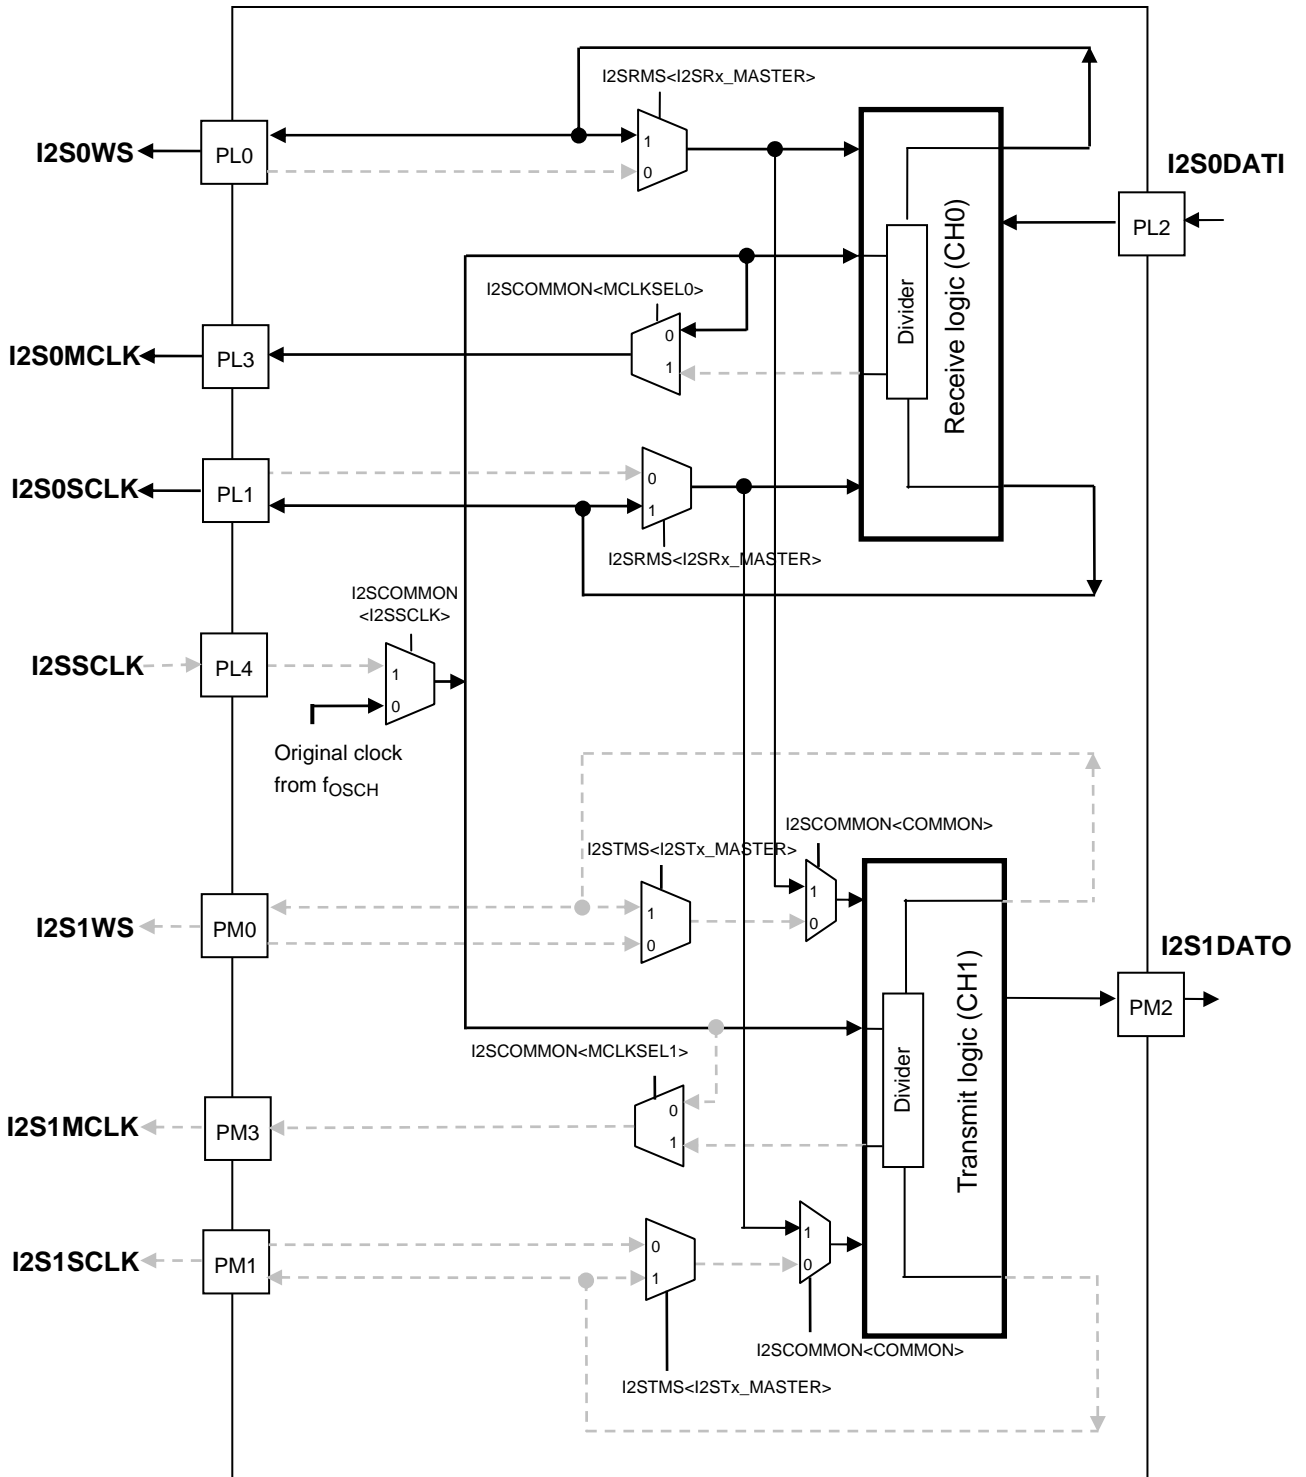 I2SRMS<I2SRx_MASTER>
I2S0WS
PL0
1
0
I2S0DATI
PL2
Receive logic (CH0)
Divider
I2SCOMMON<MCLKSEL0>
0
1
I2S0MCLK
PL3
I2S0SCLK
PL1
0
1
I2SRMS<I2SRx_MASTER>
I2SCOMMON
<I2SSCLK>
I2SSCLK
PL4
1
0
Original clock
from fOSCH
I2SCOMMON<COMMON>
I2STMS<I2STx_MASTER>
1
0
I2S1WS
PM0
1
0
I2S1DATO
PM2
Transmit logic (CH1)
Divider
I2SCOMMON<MCLKSEL1>
0
1
I2S1MCLK
PM3
I2S1SCLK
PM1
0
1
1
0
I2SCOMMON<COMMON>
I2STMS<I2STx_MASTER>